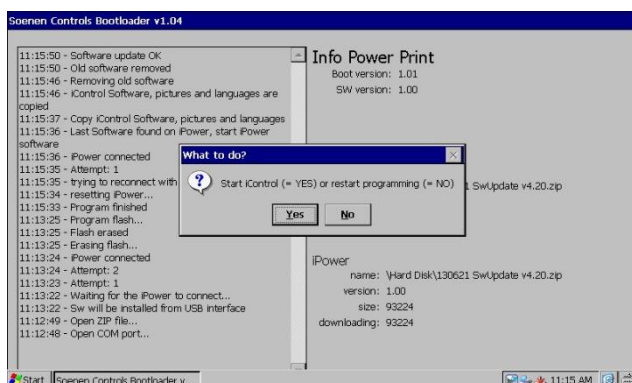 Soenen Controls Bootloader v1.04
11:15:50 - Software update OK
11:15:50 - Old software removed
11:15:46 - Removing old software
11:15:46 - iControl Software, pictures and languages are
copied
11:15:37 - Copy iControl Software, pictures and languages
11:15:36 - Last Software found on iPower, start iPower
software
11:15:36 - iPower connected
11:15:35 - Attempt: 1
11:15:35 - trying to reconnect with
11:15:34 - resetting iPower...
11:15:33 - Program finished
11:13:25 - Program flash...
11:13:25 - Flash erased
11:13:25 - Erasing flash...
11:13:24 - iPower connected
11:13:24 - Attempt: 2
11:13:23 - Attempt: 1
11:13:22 - Waiting for the iPower to connect...
11:13:22 - Sw will be installed from USB interface
11:12:49 - Open ZIP file...
11:12:48 - Open COM port...
Info Power Print
Boot version: 1.01
SW version: 1.00
SwUpdate v4.20.zip
What to do?
Start iControl (= YES) or restart programming (= NO)
Yes No
iPower
name: \Hard Disk\130621 SwUpdate v4.20.zip
version: 1.00
size: 93224
downloading: 93224
Start Soenen Controls Bootloader v 11:15 AM